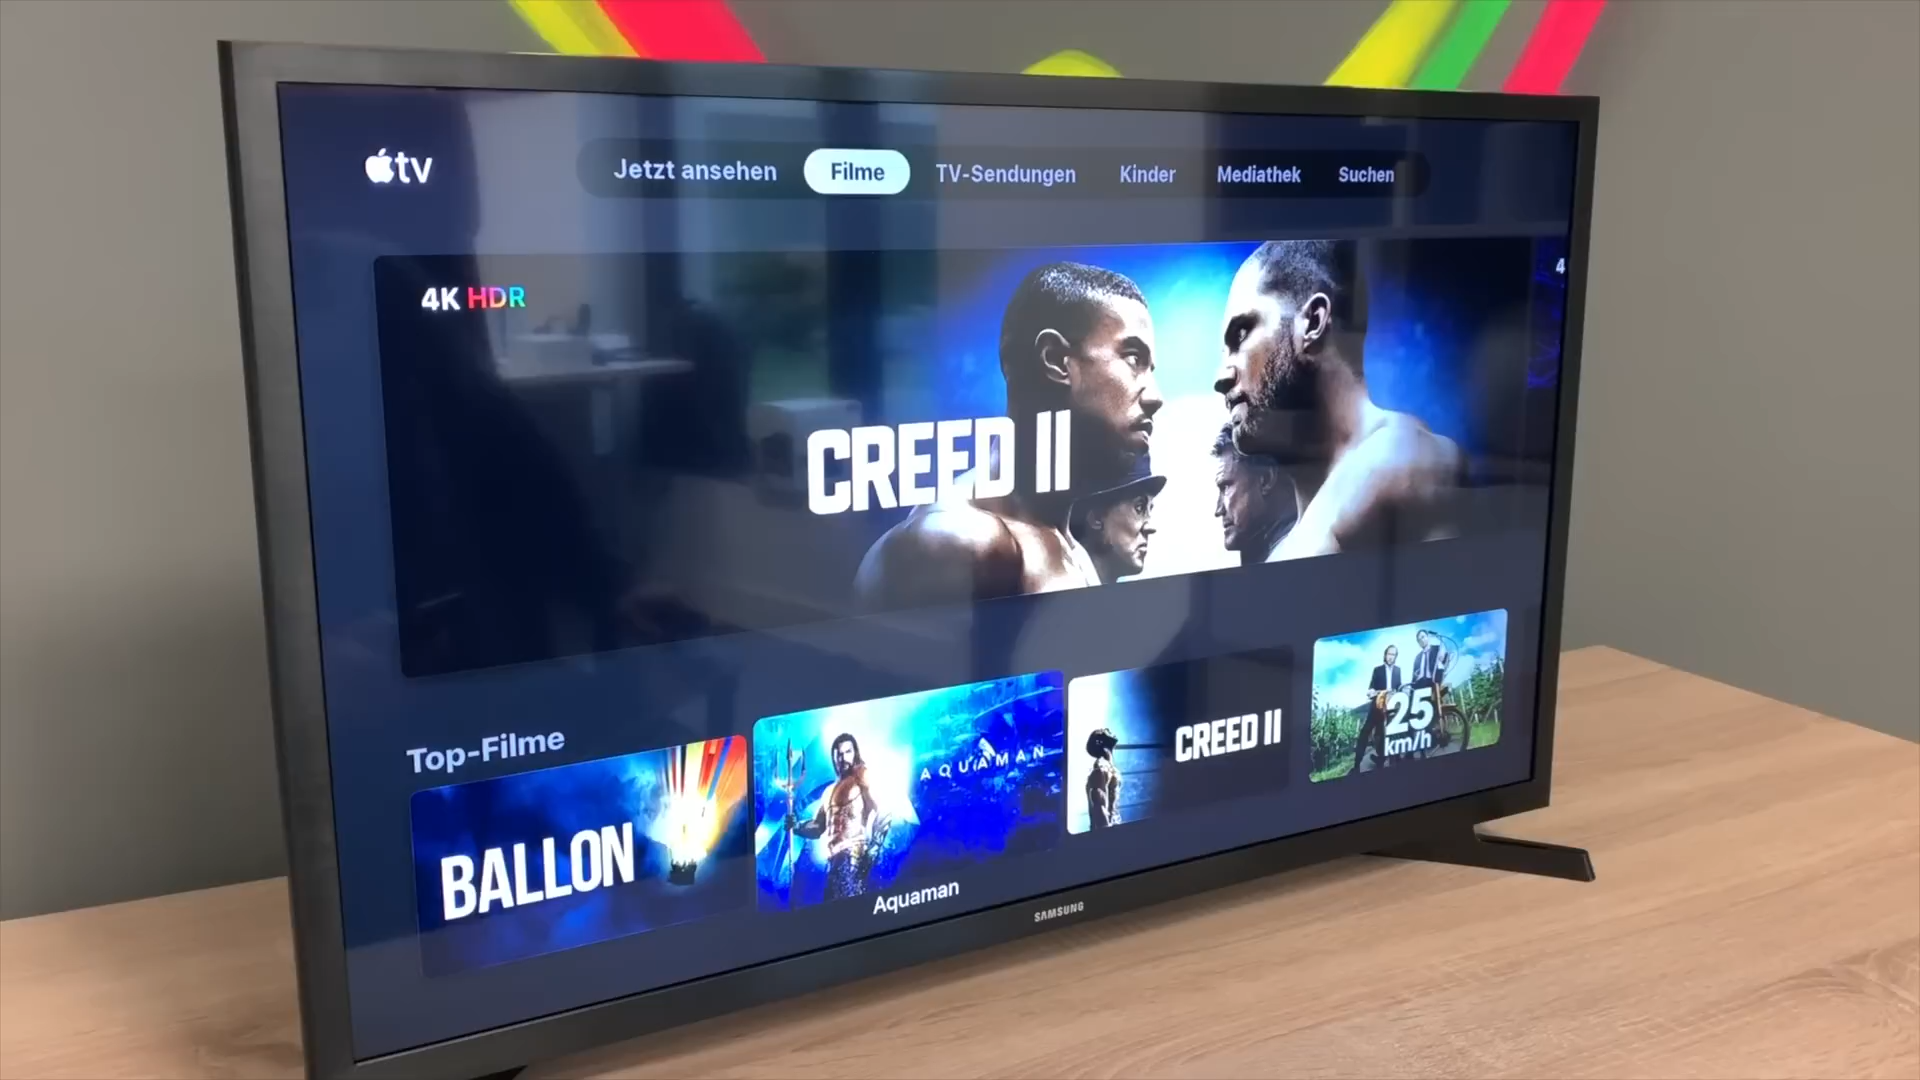 tv
Jetzt ansehen Filme TV-Sendungen Kinder Mediathek Suchen
4K HDR
4
CREED II
Top-Filme
BALLON
AQUAMAN
CREED II
25
km/h
Aquaman
SAMSUNG